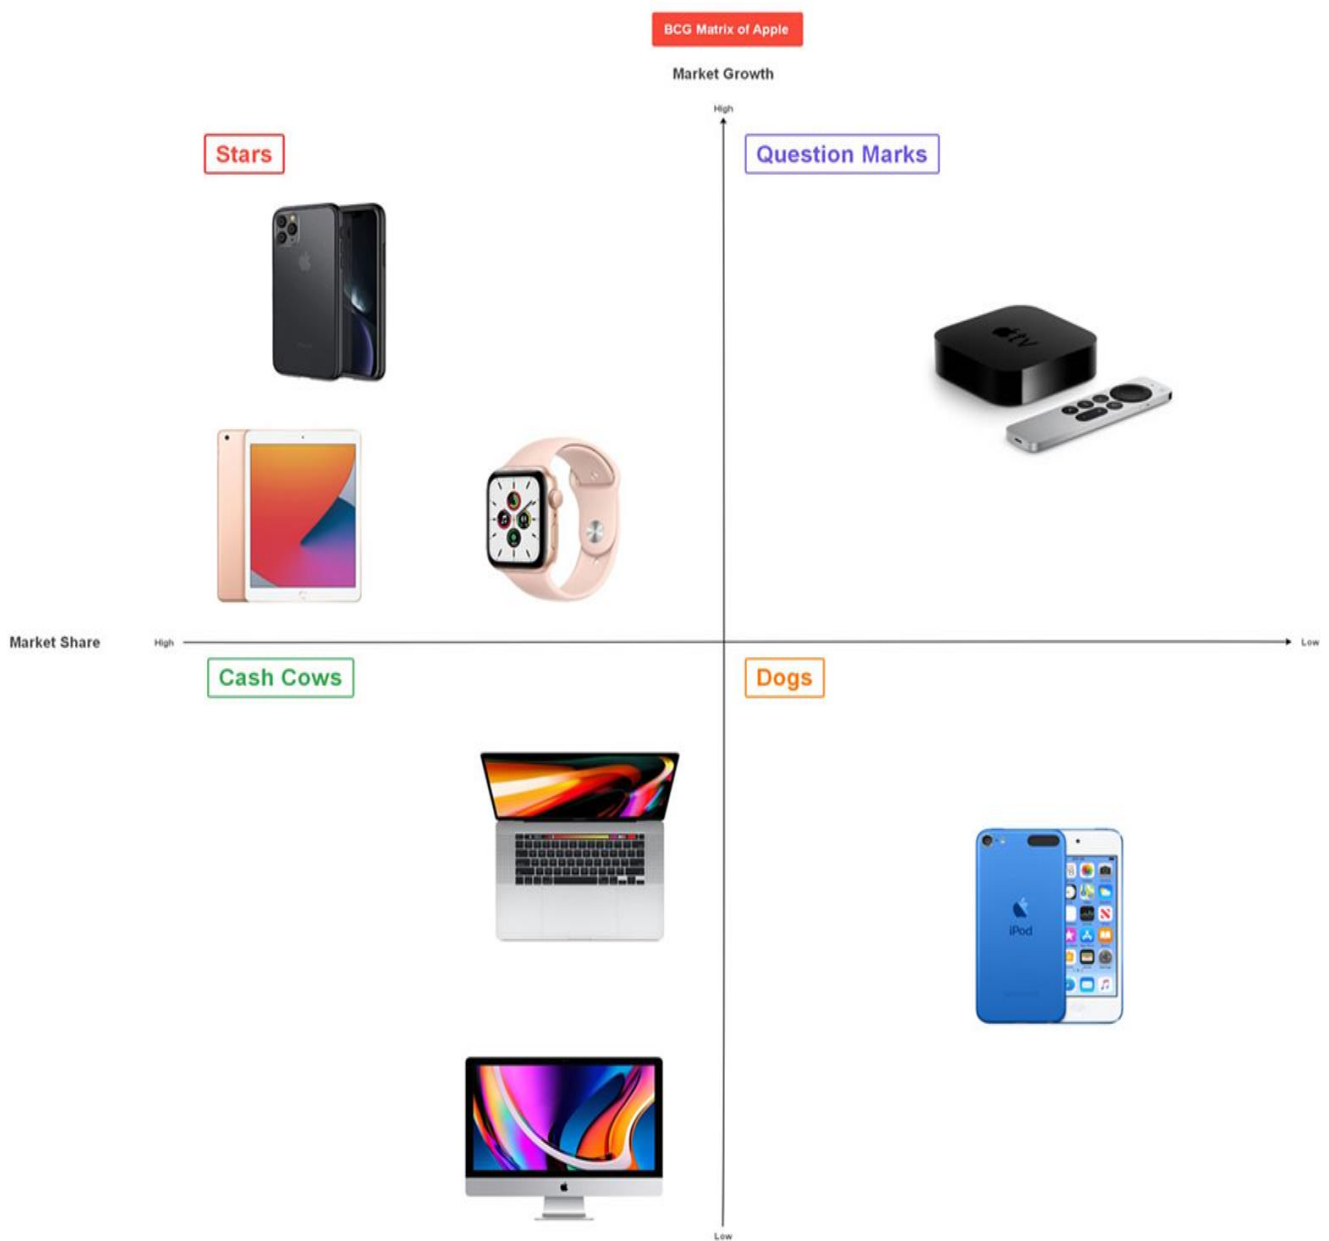 BCG Matrix of Apple
Market Growth
High
Stars
Question Marks
tv
Market Share
High
Low
Cash Cows
Dogs
iPod
Low